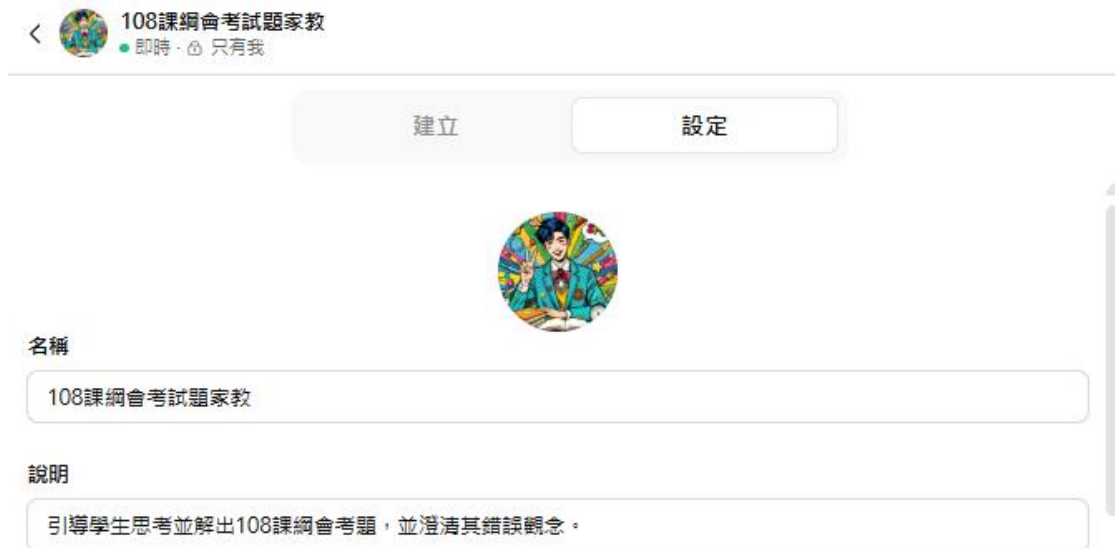 108課綱會考試題家教
即時 · 只有我
建立
設定
名稱
108課綱會考試題家教
說明
引導學生思考並解出108課綱會考題，並澄清其錯誤觀念。